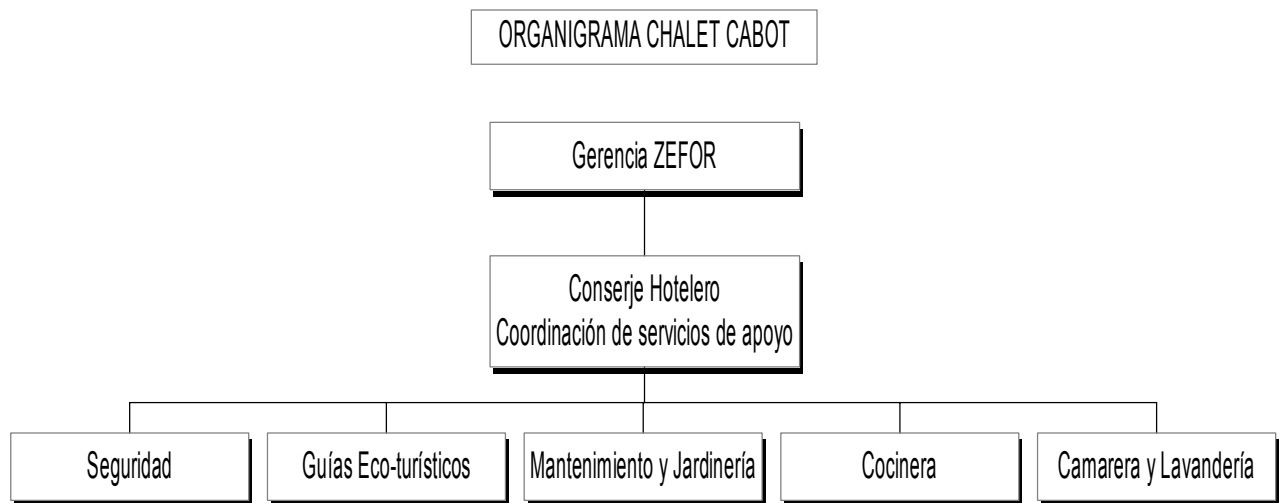 ORGANIGRAMA CHALET CABOT
Gerencia ZEFOR
Conserje Hotelero
Coordinación de servicios de apoyo
Seguridad
Guías Eco-turísticos
Mantenimiento y Jardinería
Cocinera
Camarera y Lavandería